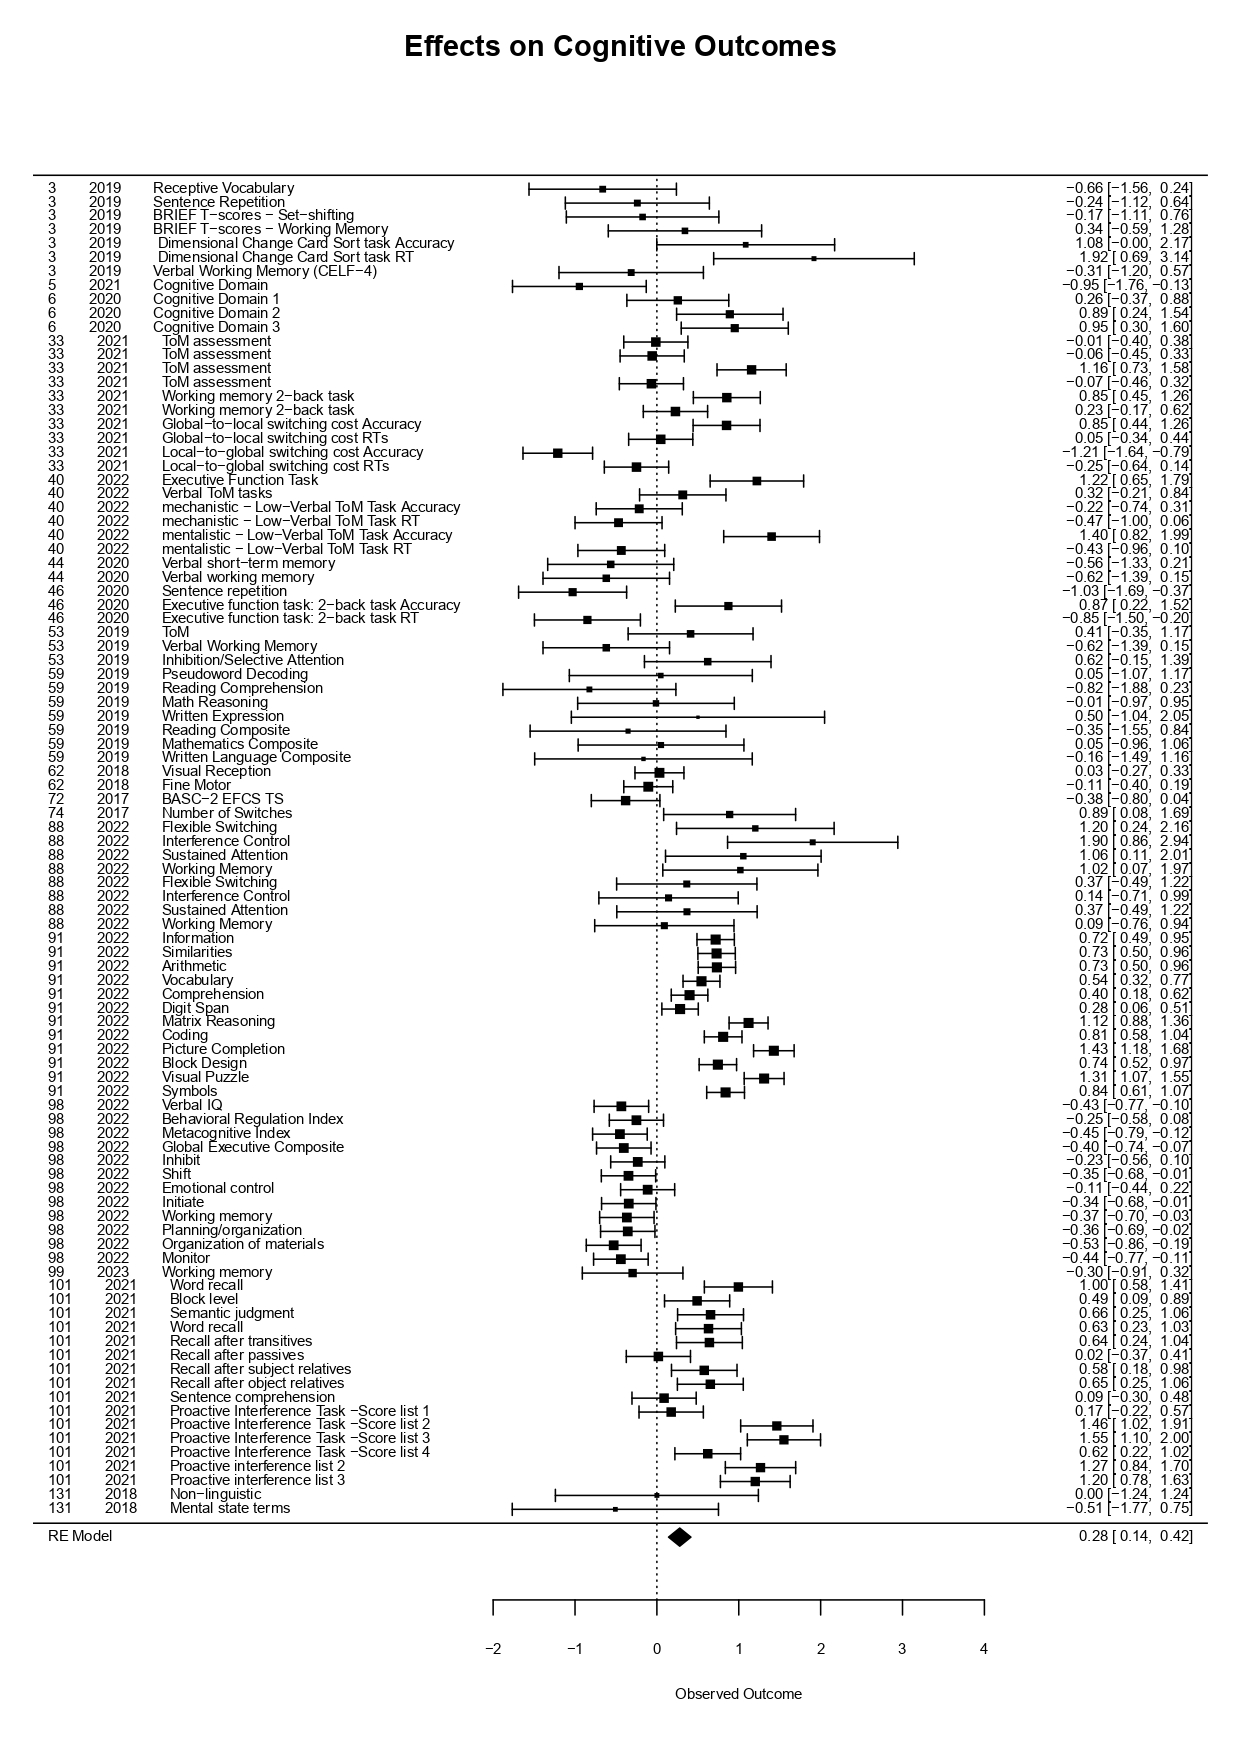 Effects on Cognitive Outcomes
3 2019 Receptive Vocabulary −0.66 [−1.56, 0.24]
3 2019 Sentence Repetition −0.24 [−1.12, 0.64]
3 2019 BRIEF T−scores − Set−shifting −0.17 [−1.11, 0.76]
3 2019 BRIEF T−scores − Working Memory 0.34 [−0.59, 1.28]
3 2019 Dimensional Change Card Sort task Accuracy 1.08 [−0.00, 2.17]
3 2019 Dimensional Change Card Sort task RT 1.92 [ 0.69, 3.14]
3 2019 Verbal Working Memory (CELF−4) −0.31 [−1.20, 0.57]
5 2021 Cognitive Domain −0.95 [−1.76, −0.13]
6 2020 Cognitive Domain 1 0.26 [−0.37, 0.88]
6 2020 Cognitive Domain 2 0.89 [ 0.24, 1.54]
6 2020 Cognitive Domain 3 0.95 [ 0.30, 1.60]
33 2021 ToM assessment −0.01 [−0.40, 0.38]
33 2021 ToM assessment −0.06 [−0.45, 0.33]
33 2021 ToM assessment 1.16 [ 0.73, 1.58]
33 2021 ToM assessment −0.07 [−0.46, 0.32]
33 2021 Working memory 2−back task 0.85 [ 0.45, 1.26]
33 2021 Working memory 2−back task 0.23 [−0.17, 0.62]
33 2021 Global−to−local switching cost Accuracy 0.85 [ 0.44, 1.26]
33 2021 Global−to−local switching cost RTs 0.05 [−0.34, 0.44]
33 2021 Local−to−global switching cost Accuracy −1.21 [−1.64, −0.79]
33 2021 Local−to−global switching cost RTs −0.25 [−0.64, 0.14]
40 2022 Executive Function Task 1.22 [ 0.65, 1.79]
40 2022 Verbal ToM tasks 0.32 [−0.21, 0.84]
40 2022 mechanistic − Low−Verbal ToM Task Accuracy −0.22 [−0.74, 0.31]
40 2022 mechanistic − Low−Verbal ToM Task RT −0.47 [−1.00, 0.06]
40 2022 mentalistic − Low−Verbal ToM Task Accuracy 1.40 [ 0.82, 1.99]
40 2022 mentalistic − Low−Verbal ToM Task RT −0.43 [−0.96, 0.10]
44 2020 Verbal short−term memory −0.56 [−1.33, 0.21]
44 2020 Verbal working memory −0.62 [−1.39, 0.15]
46 2020 Sentence repetition −1.03 [−1.69, −0.37]
46 2020 Executive function task: 2−back task Accuracy 0.87 [ 0.22, 1.52]
46 2020 Executive function task: 2−back task RT −0.85 [−1.50, −0.20]
53 2019 ToM 0.41 [−0.35, 1.17]
53 2019 Verbal Working Memory −0.62 [−1.39, 0.15]
53 2019 Inhibition/Selective Attention 0.62 [−0.15, 1.39]
59 2019 Pseudoword Decoding 0.05 [−1.07, 1.17]
59 2019 Reading Comprehension −0.82 [−1.88, 0.23]
59 2019 Math Reasoning −0.01 [−0.97, 0.95]
59 2019 Written Expression 0.50 [−1.04, 2.05]
59 2019 Reading Composite −0.35 [−1.55, 0.84]
59 2019 Mathematics Composite 0.05 [−0.96, 1.06]
59 2019 Written Language Composite −0.16 [−1.49, 1.16]
62 2018 Visual Reception 0.03 [−0.27, 0.33]
62 2018 Fine Motor −0.11 [−0.40, 0.19]
72 2017 BASC−2 EFCS TS −0.38 [−0.80, 0.04]
74 2017 Number of Switches 0.89 [ 0.08, 1.69]
88 2022 Flexible Switching 1.20 [ 0.24, 2.16]
88 2022 Interference Control 1.90 [ 0.86, 2.94]
88 2022 Sustained Attention 1.06 [ 0.11, 2.01]
88 2022 Working Memory 1.02 [ 0.07, 1.97]
88 2022 Flexible Switching 0.37 [−0.49, 1.22]
88 2022 Interference Control 0.14 [−0.71, 0.99]
88 2022 Sustained Attention 0.37 [−0.49, 1.22]
88 2022 Working Memory 0.09 [−0.76, 0.94]
91 2022 Information 0.72 [ 0.49, 0.95]
91 2022 Similarities 0.73 [ 0.50, 0.96]
91 2022 Arithmetic 0.73 [ 0.50, 0.96]
91 2022 Vocabulary 0.54 [ 0.32, 0.77]
91 2022 Comprehension 0.40 [ 0.18, 0.62]
91 2022 Digit Span 0.28 [ 0.06, 0.51]
91 2022 Matrix Reasoning 1.12 [ 0.88, 1.36]
91 2022 Coding 0.81 [ 0.58, 1.04]
91 2022 Picture Completion 1.43 [ 1.18, 1.68]
91 2022 Block Design 0.74 [ 0.52, 0.97]
91 2022 Visual Puzzle 1.31 [ 1.07, 1.55]
91 2022 Symbols 0.84 [ 0.61, 1.07]
98 2022 Verbal IQ −0.43 [−0.77, −0.10]
98 2022 Behavioral Regulation Index −0.25 [−0.58, 0.08]
98 2022 Metacognitive Index −0.45 [−0.79, −0.12]
98 2022 Global Executive Composite −0.40 [−0.74, −0.07]
98 2022 Inhibit −0.23 [−0.56, 0.10]
98 2022 Shift −0.35 [−0.68, −0.01]
98 2022 Emotional control −0.11 [−0.44, 0.22]
98 2022 Initiate −0.34 [−0.68, −0.01]
98 2022 Working memory −0.37 [−0.70, −0.03]
98 2022 Planning/organization −0.36 [−0.69, −0.02]
98 2022 Organization of materials −0.53 [−0.86, −0.19]
98 2022 Monitor −0.44 [−0.77, −0.11]
99 2023 Working memory −0.30 [−0.91, 0.32]
101 2021 Word recall 1.00 [ 0.58, 1.41]
101 2021 Block level 0.49 [ 0.09, 0.89]
101 2021 Semantic judgment 0.66 [ 0.25, 1.06]
101 2021 Word recall 0.63 [ 0.23, 1.03]
101 2021 Recall after transitives 0.64 [ 0.24, 1.04]
101 2021 Recall after passives 0.02 [−0.37, 0.41]
101 2021 Recall after subject relatives 0.58 [ 0.18, 0.98]
101 2021 Recall after object relatives 0.65 [ 0.25, 1.06]
101 2021 Sentence comprehension 0.09 [−0.30, 0.48]
101 2021 Proactive Interference Task −Score list 1 0.17 [−0.22, 0.57]
101 2021 Proactive Interference Task −Score list 2 1.46 [ 1.02, 1.91]
101 2021 Proactive Interference Task −Score list 3 1.55 [ 1.10, 2.00]
101 2021 Proactive Interference Task −Score list 4 0.62 [ 0.22, 1.02]
101 2021 Proactive interference list 2 1.27 [ 0.84, 1.70]
101 2021 Proactive interference list 3 1.20 [ 0.78, 1.63]
131 2018 Non−linguistic 0.00 [−1.24, 1.24]
131 2018 Mental state terms −0.51 [−1.77, 0.75]
RE Model 0.28 [ 0.14, 0.42]
−2 −1 0 1 2 3 4
Observed Outcome